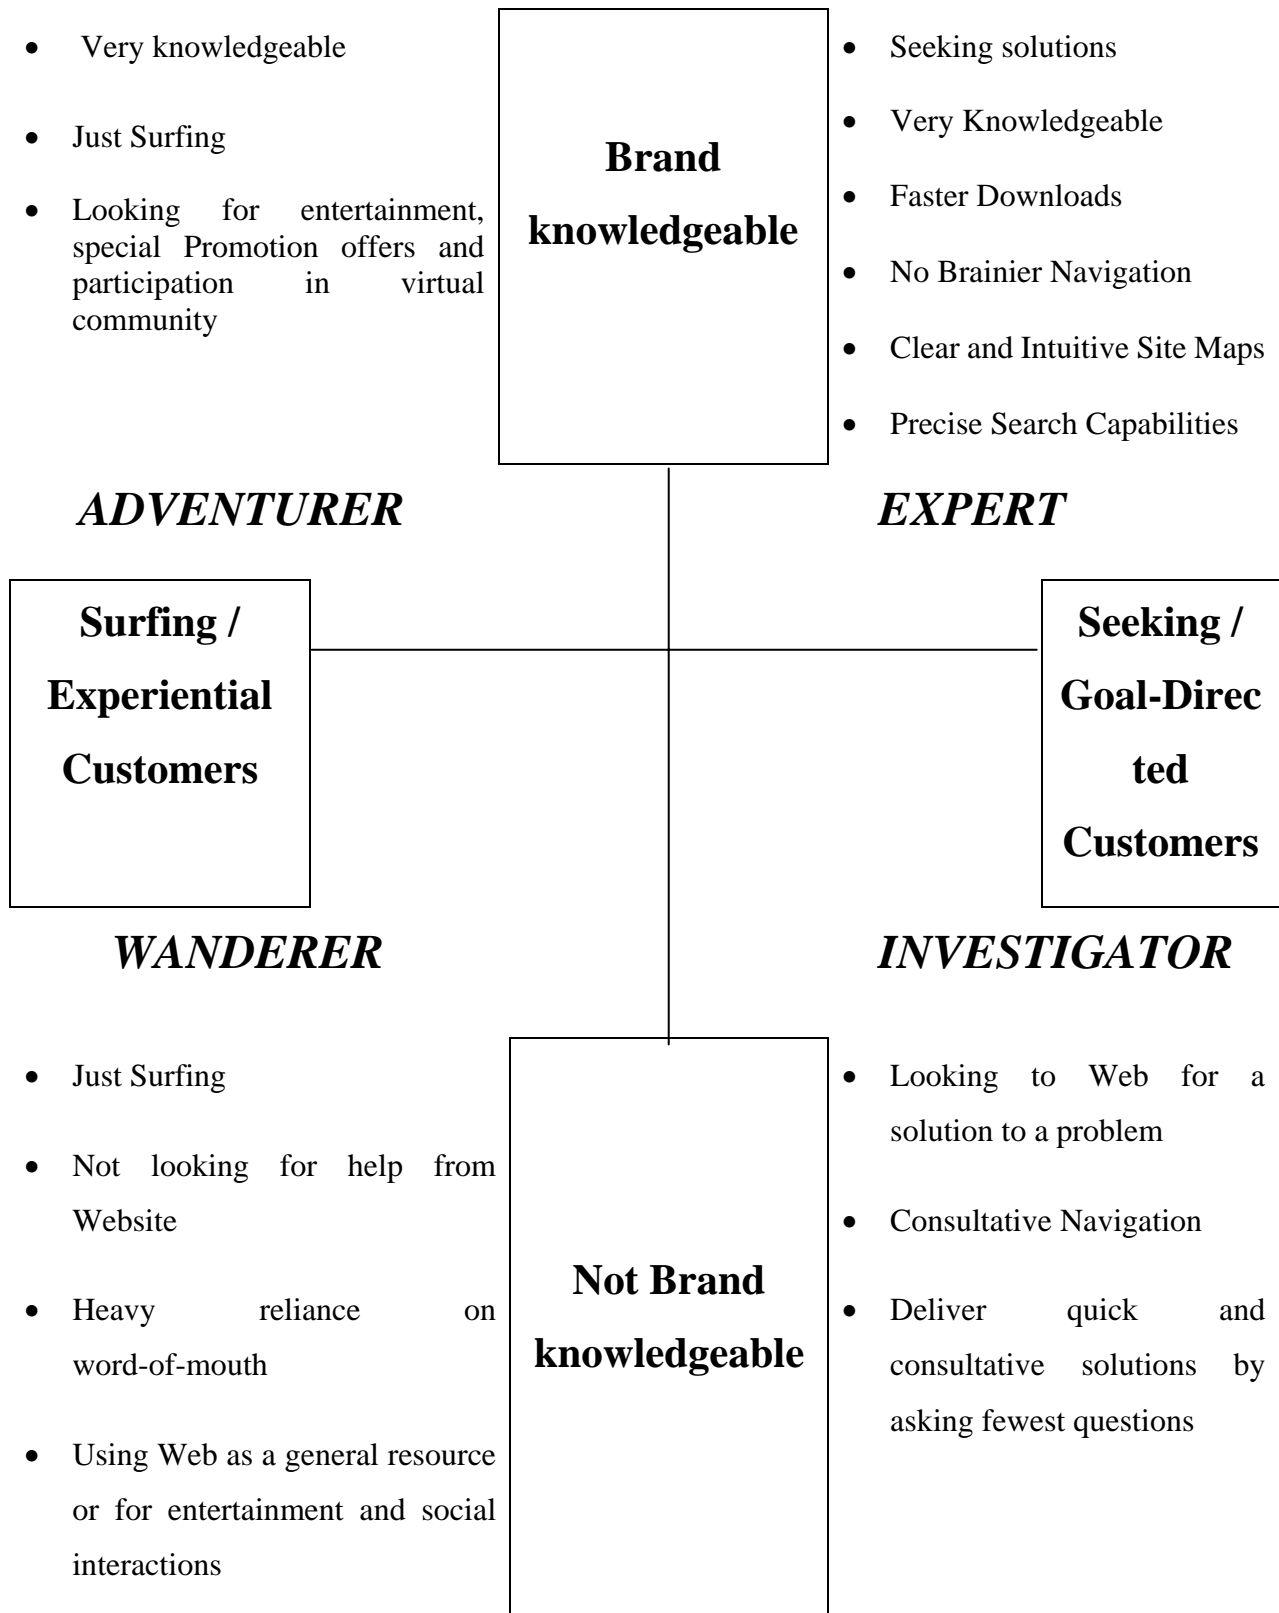 • Very knowledgeable
• Just Surfing
• Looking for entertainment,
special Promotion offers and
participation in virtual
community
Brand
knowledgeable
• Seeking solutions
• Very Knowledgeable
• Faster Downloads
• No Brainier Navigation
• Clear and Intuitive Site Maps
• Precise Search Capabilities
ADVENTURER
EXPERT
Surfing /
Experiential
Customers
Seeking /
Goal-Direc
ted
Customers
WANDERER
INVESTIGATOR
• Just Surfing
• Not looking for help from
Website
• Heavy reliance on
word-of-mouth
• Using Web as a general resource
or for entertainment and social
interactions
Not Brand
knowledgeable
• Looking to Web for a
solution to a problem
• Consultative Navigation
• Deliver quick and
consultative solutions by
asking fewest questions